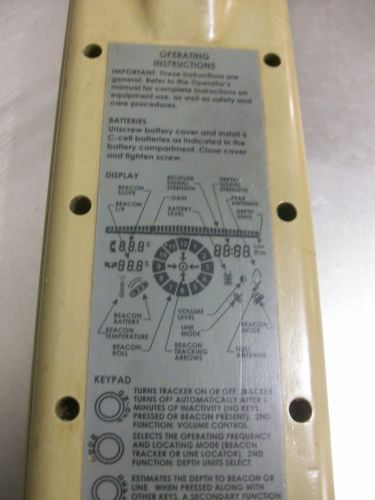 OPERATING
INSTRUCTIONS
IMPORTANT: These instructions are
general. Refer to the Operator's
manual for complete instructions on
equipment use, as well as safety and
care procedures.
BATTERIES
Unscrew battery cover and install 6
C-cell batteries as indicated in the
battery compartment. Close cover
and tighten screw.
DISPLAY
BEACON
SLOPE
RECEIVER
SIGNAL
STRENGTH
DEPTH/
SIGNAL
STRENGTH
BEACON
L/R
GAIN
BATTERY
LEVEL
PEAK
ANTENNA
DEPTH
UNITS
VOLUME
LEVEL
LINE
MODE
BEACON
BATTERY
BEACON
TEMPERATURE
BEACON
ROLL
BEACON
TRACKING
ARROWS
BEACON
MODE
NULL
ANTENNA
KEYPAD
TURNS TRACKER ON OR OFF. TRACKER
TURNS OFF AUTOMATICALLY AFTER 5
MINUTES OF INACTIVITY (NO KEYS
PRESSED OR BEACON PRESENT). 2ND
FUNCTION: VOLUME CONTROL.
SELECTS THE OPERATING FREQUENCY
AND LOCATING MODE (BEACON
TRACKER OR LINE LOCATOR). 2ND
FUNCTION: DEPTH UNITS SELECT.
ESTIMATES THE DEPTH TO BEACON OR
LINE. WHEN PRESSED ALONG WITH
OTHER KEYS, A SECONDARY FUNCTION